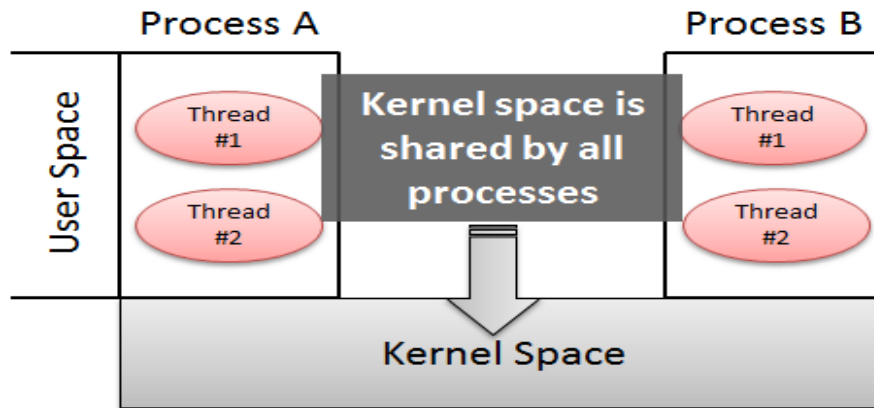 Process A
Process B
User Space
Thread
#1
Thread
#2
Kernel space is
shared by all
processes
Thread
#1
Thread
#2
Kernel Space